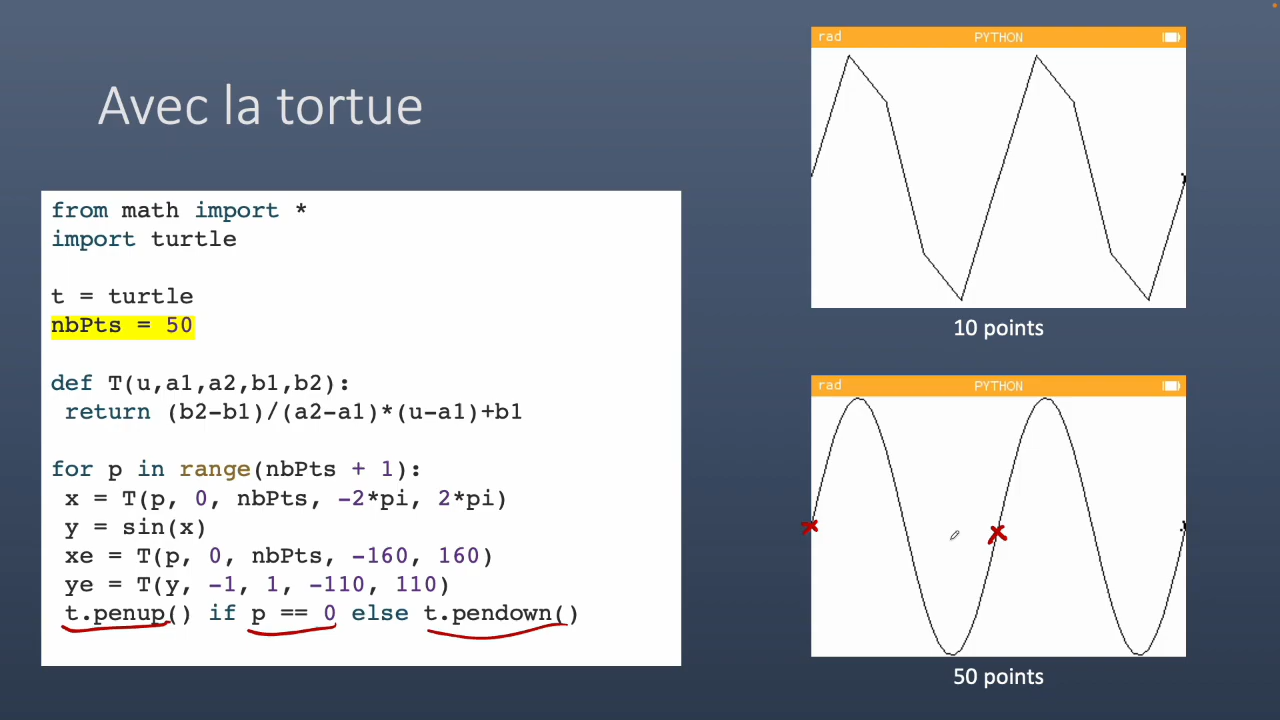 Avec la tortue
from math import *
import turtle
t = turtle
nbPts = 50
def T(u,a1,a2,b1,b2):
return (b2-b1)/(a2-a1)*(u-a1)+b1
for p in range(nbPts + 1):
x = T(p, 0, nbPts, -2*pi, 2*pi)
y = sin(x)
xe = T(p, 0, nbPts, -160, 160)
ye = T(y, -1, 1, -110, 110)
t.penup() if p == 0 else t.pendown()
rad PYTHON
10 points
rad PYTHON
50 points